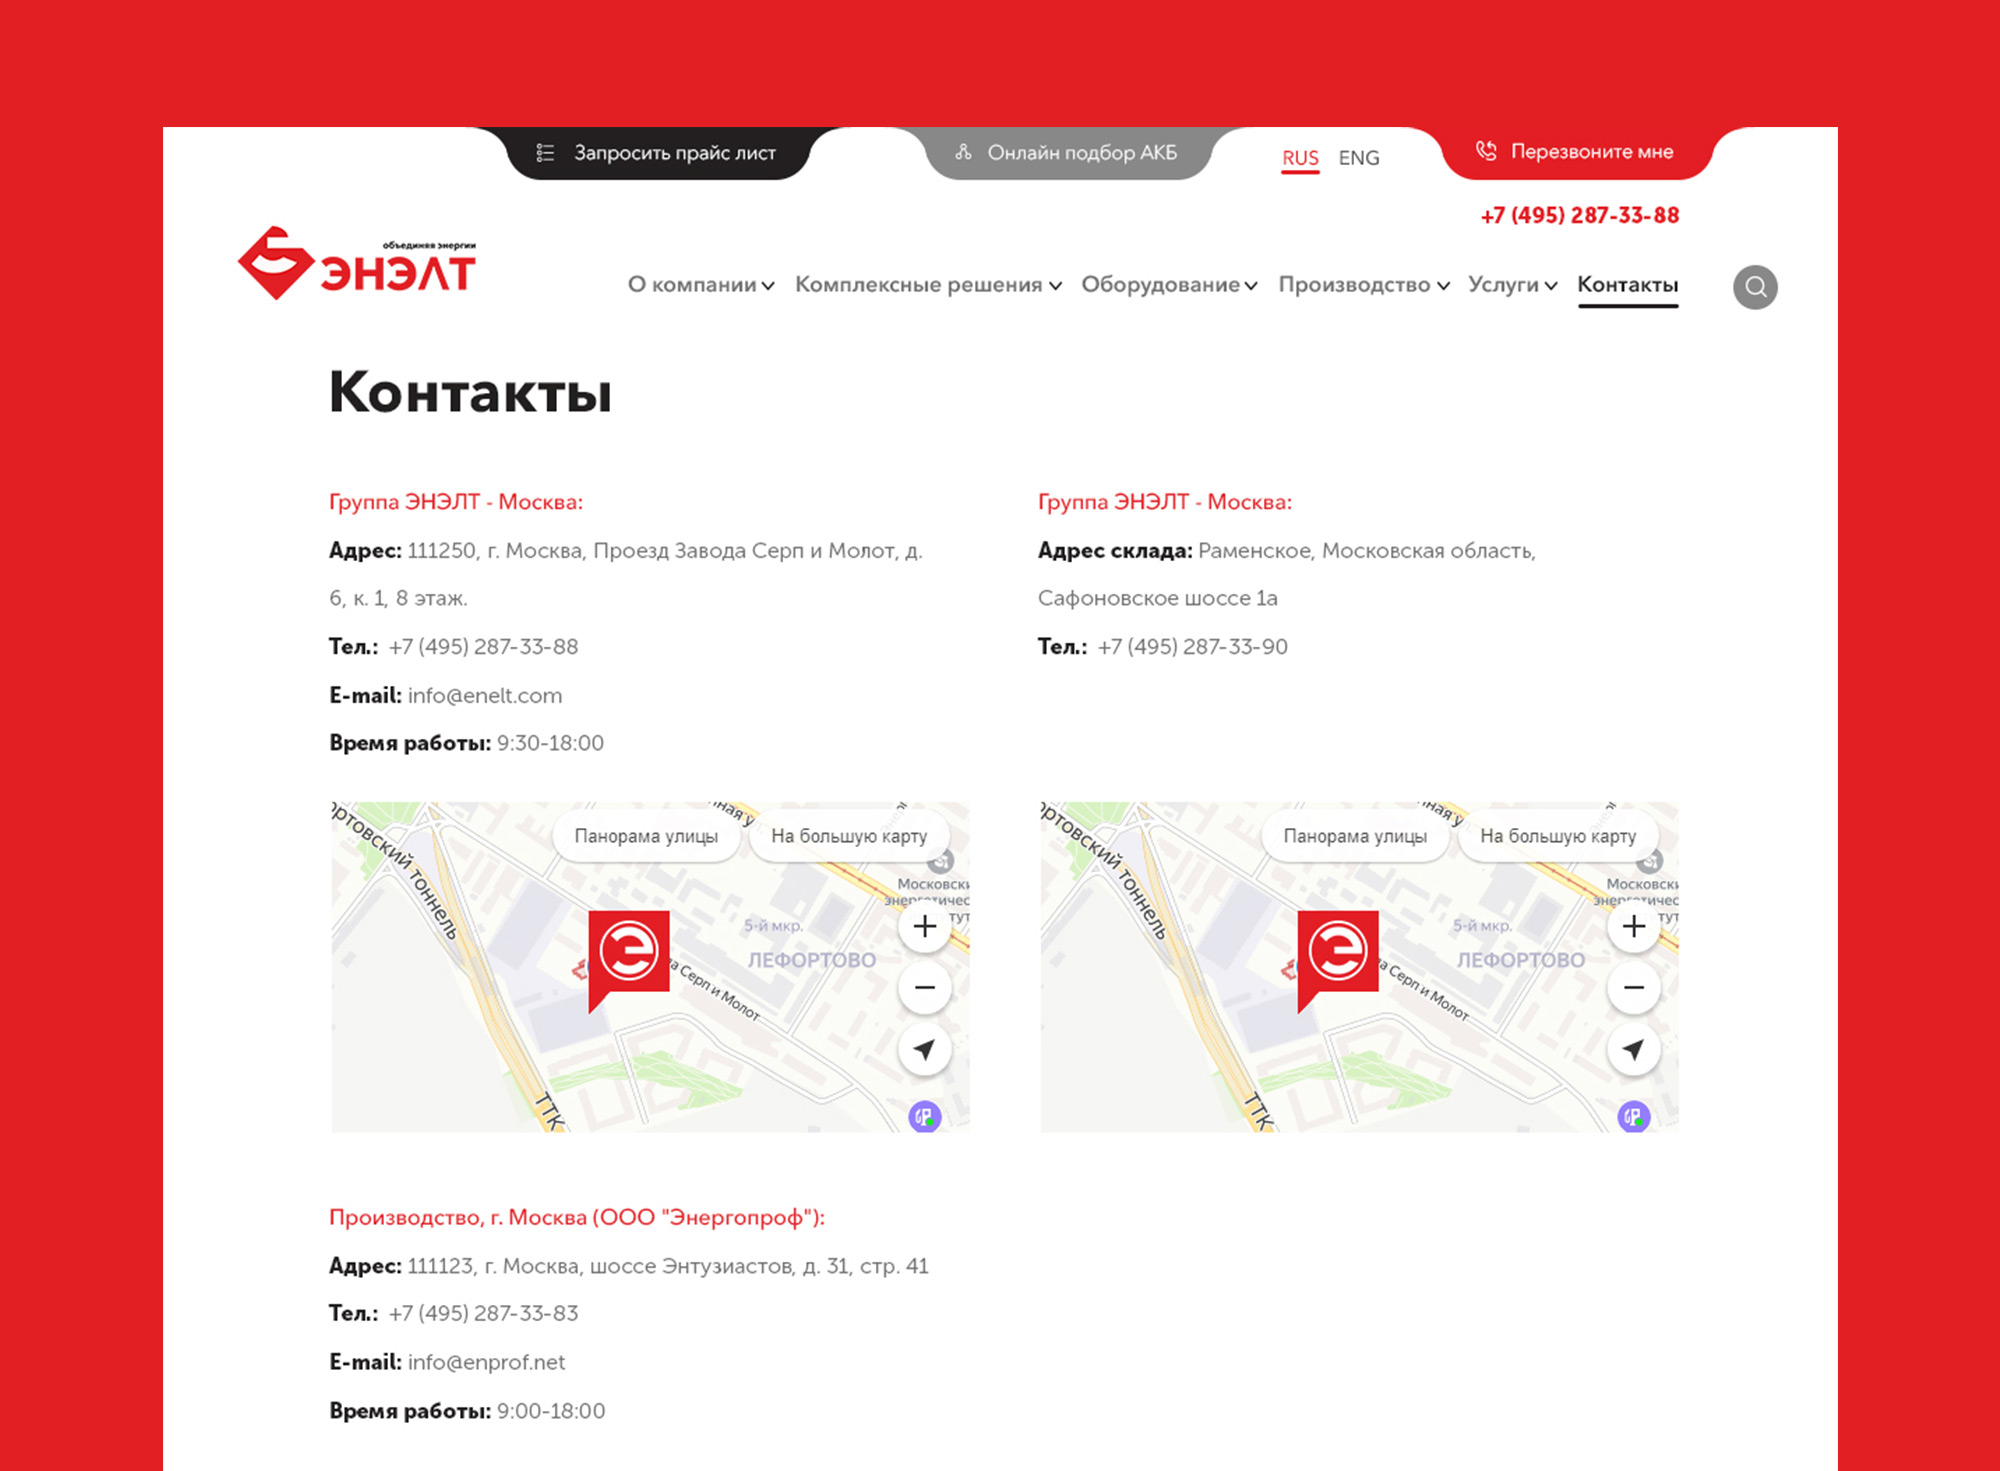 Запросить прайс лист
Онлайн подбор АКБ
RUS ENG
Перезвоните мне
+7 (495) 287-33-88
объединяя энергии
ЭНЭЛТ
О компании Комплексные решения Оборудование Производство Услуги Контакты
Контакты
Группа ЭНЭЛТ - Москва:
Адрес: 111250, г. Москва, Проезд Завода Серп и Молот, д.
6, к. 1, 8 этаж.
Тел.: +7 (495) 287-33-88
E-mail: info@enelt.com
Время работы: 9:30-18:00
Группа ЭНЭЛТ - Москва:
Адрес склада: Раменское, Московская область,
Сафоновское шоссе 1а
Тел.: +7 (495) 287-33-90
Панорама улицы
На большую карту
ортовский тоннель
ная у
Московски
энергетичес
тут
5-й мкр.
ЛЕФОРТОВО
Э
а Серп и Молот
ТТК
Панорама улицы
На большую карту
ортовский тоннель
ная у
Московски
энергетичес
тут
5-й мкр.
ЛЕФОРТОВО
Э
а Серп и Молот
ТТК
Производство, г. Москва (ООО "Энергопроф"):
Адрес: 111123, г. Москва, шоссе Энтузиастов, д. 31, стр. 41
Тел.: +7 (495) 287-33-83
E-mail: info@enprof.net
Время работы: 9:00-18:00